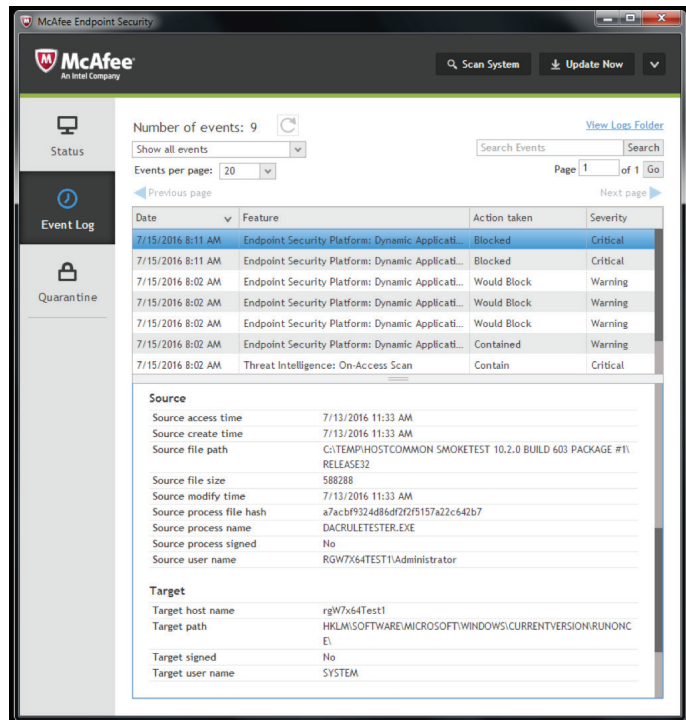 McAfee Endpoint Security
McAfee
An Intel Company
Scan System
Update Now
Status
Event Log
Quarantine
Number of events: 9
View Logs Folder
Show all events
Search Events
Search
Events per page: 20
Page 1 of 1 Go
Previous page
Next page
Date Feature Action taken Severity
7/15/2016 8:11 AM Endpoint Security Platform: Dynamic Applicati... Blocked Critical
7/15/2016 8:11 AM Endpoint Security Platform: Dynamic Applicati... Blocked Critical
7/15/2016 8:02 AM Endpoint Security Platform: Dynamic Applicati... Would Block Warning
7/15/2016 8:02 AM Endpoint Security Platform: Dynamic Applicati... Would Block Warning
7/15/2016 8:02 AM Endpoint Security Platform: Dynamic Applicati... Would Block Warning
7/15/2016 8:02 AM Endpoint Security Platform: Dynamic Applicati... Contained Warning
7/15/2016 8:02 AM Threat Intelligence: On-Access Scan Contain Critical
Source
Source access time 7/13/2016 11:33 AM
Source create time 7/13/2016 11:33 AM
Source file path C:\TEMP\HOSTCOMMON SMOKETEST 10.2.0 BUILD 603 PACKAGE #1\
RELEASE32
Source file size 588288
Source modify time 7/13/2016 11:33 AM
Source process file hash a7acbf9324d86df2f2f5157a22c642b7
Source process name DACRULETESTER.EXE
Source process signed No
Source user name RGW7X64TEST1\Administrator
Target
Target host name rgW7x64Test1
Target path HKLM\SOFTWARE\MICROSOFT\WINDOWS\CURRENTVERSION\RUNONC
E\
Target signed No
Target user name SYSTEM